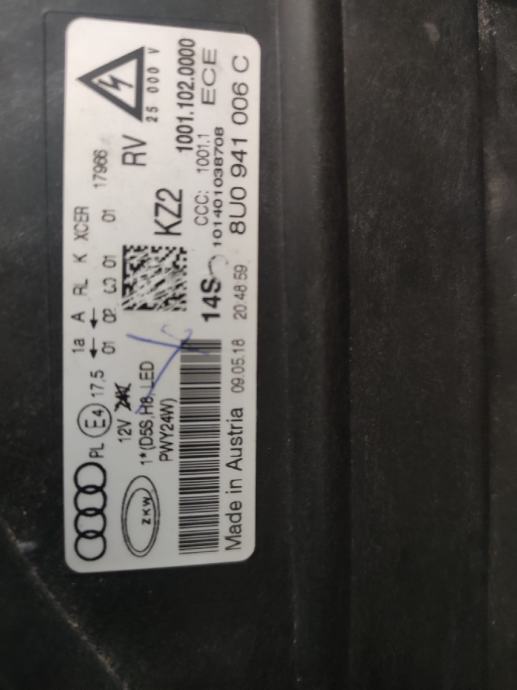 PL E4 17,5
1a A RL K XCER 17966
← ←
01 02 00 01 01
12V
RV
25 000 V
1*(D5S,H8, LED
PWY24W)
KZ2
1001.102.0000
ZKW
CCC: 1001,1
ECE
14S
101401038708
Made in Austria 09.05.18 20:48 59
8U0 941 006 C